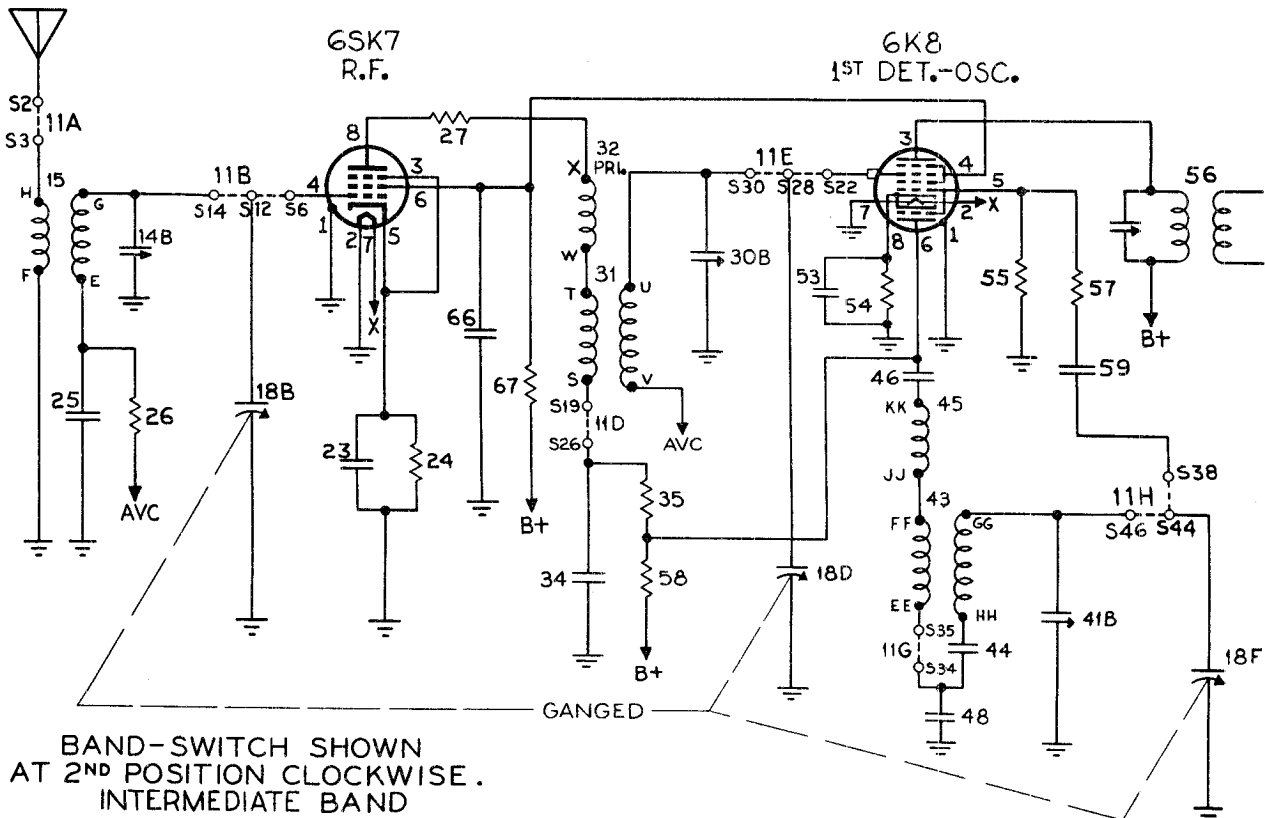 6SK7
R.F.
6K8
1ST DET.-OSC.
S2
11A
S3
H
15
F
G
E
14B
11B
S14
S12
S6
4
8
3
6
1
2
7
5
X
27
32
PRI.
X
W
31
T
S
U
V
11E
S30
S28
S22
3
4
5
7
2
X
8
6
1
56
25
26
AVC
18B
23
24
66
67
B+
S19
11D
S26
AVC
30B
53
54
55
57
B+
46
59
KK
45
JJ
43
FF
GG
EE
HH
S35
11G
S34
44
48
41B
S38
11H
S46
S44
18F
34
35
58
B+
18D
GANGED
BAND-SWITCH SHOWN
AT 2ND POSITION CLOCKWISE.
INTERMEDIATE BAND